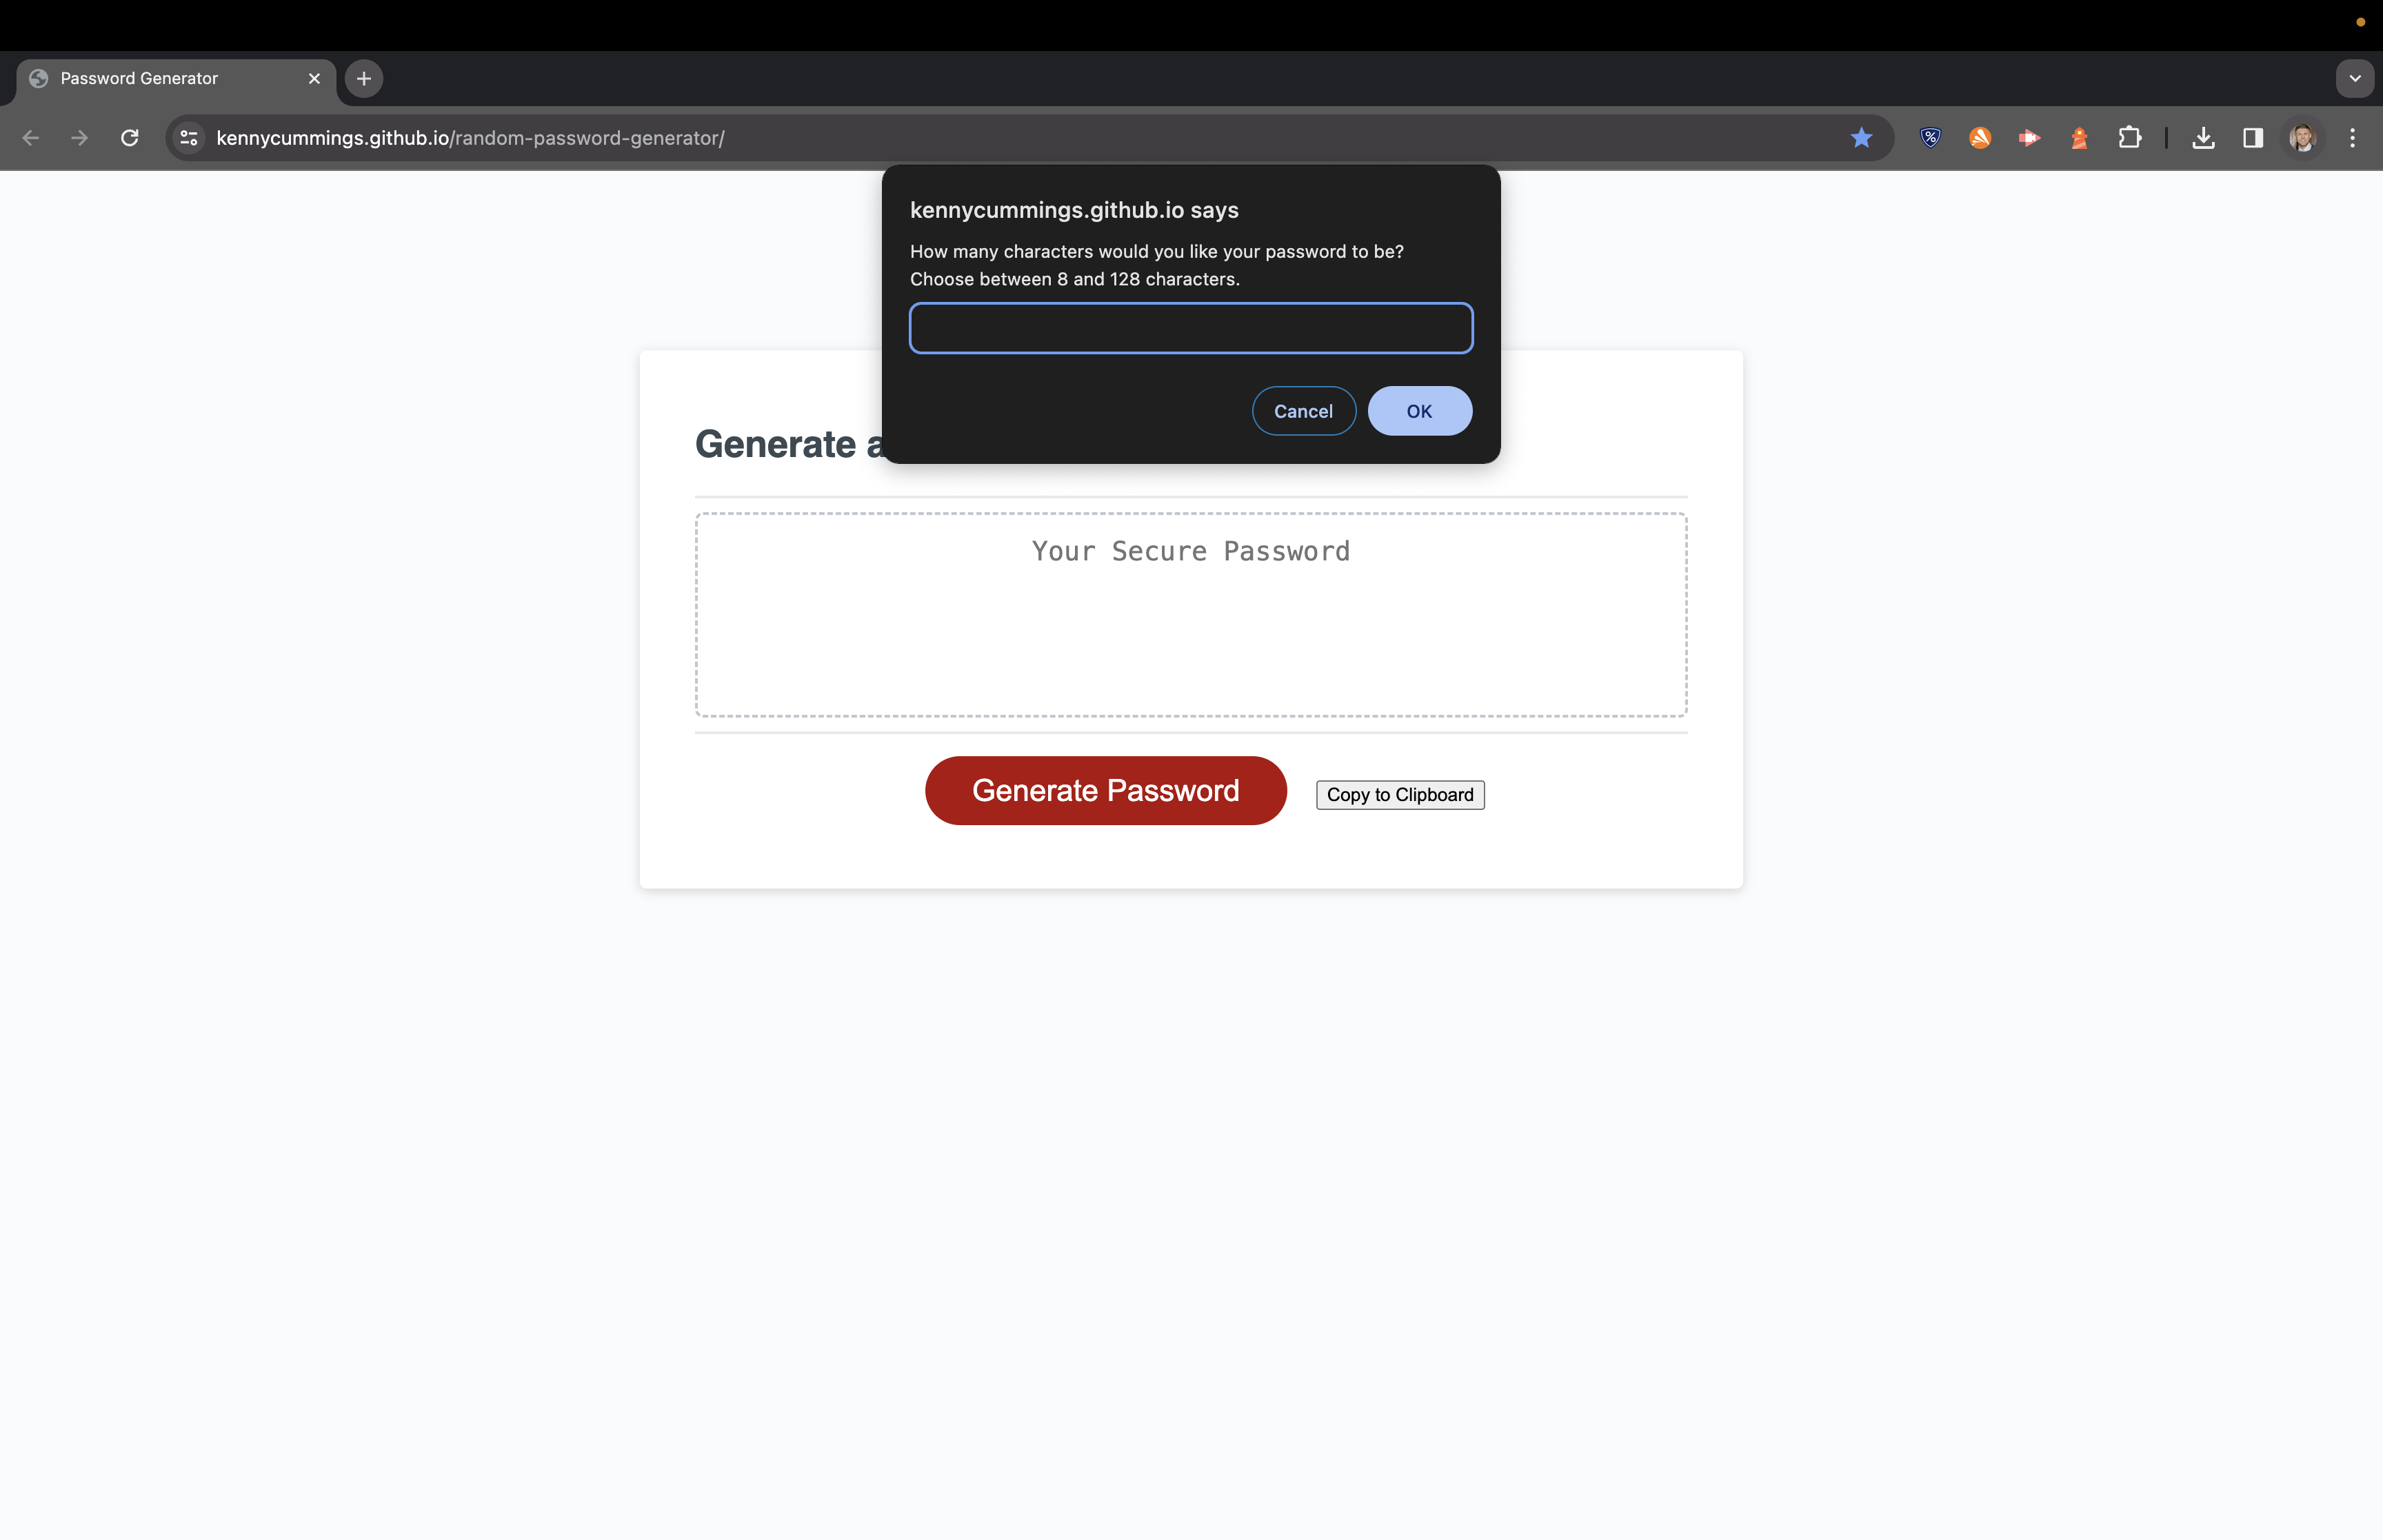 Password Generator
kennycummings.github.io/random-password-generator/
kennycummings.github.io says
How many characters would you like your password to be?
Choose between 8 and 128 characters.
Cancel
OK
Generate a
Your Secure Password
Generate Password
Copy to Clipboard